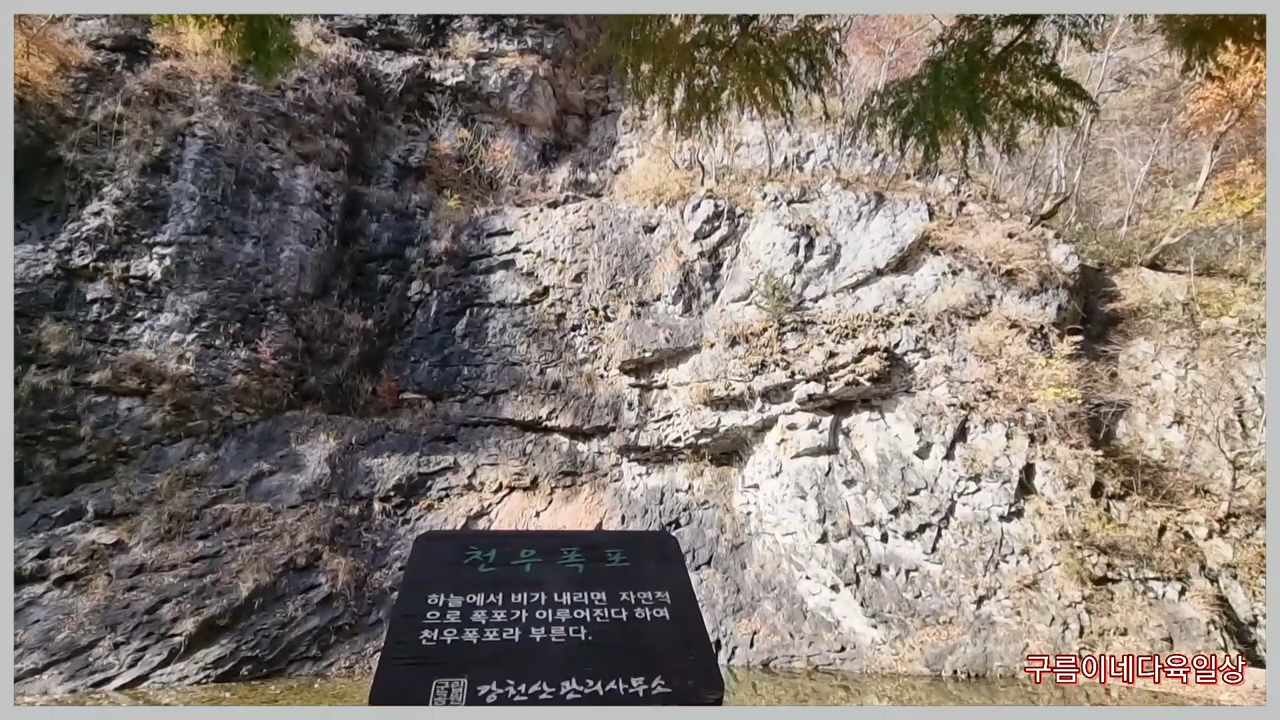 천우폭포
하늘에서 비가 내리면 자연적
으로 폭포가 이루어진다 하여
천우폭포라 부른다.
강천산관리사무소
구름이네다육일상